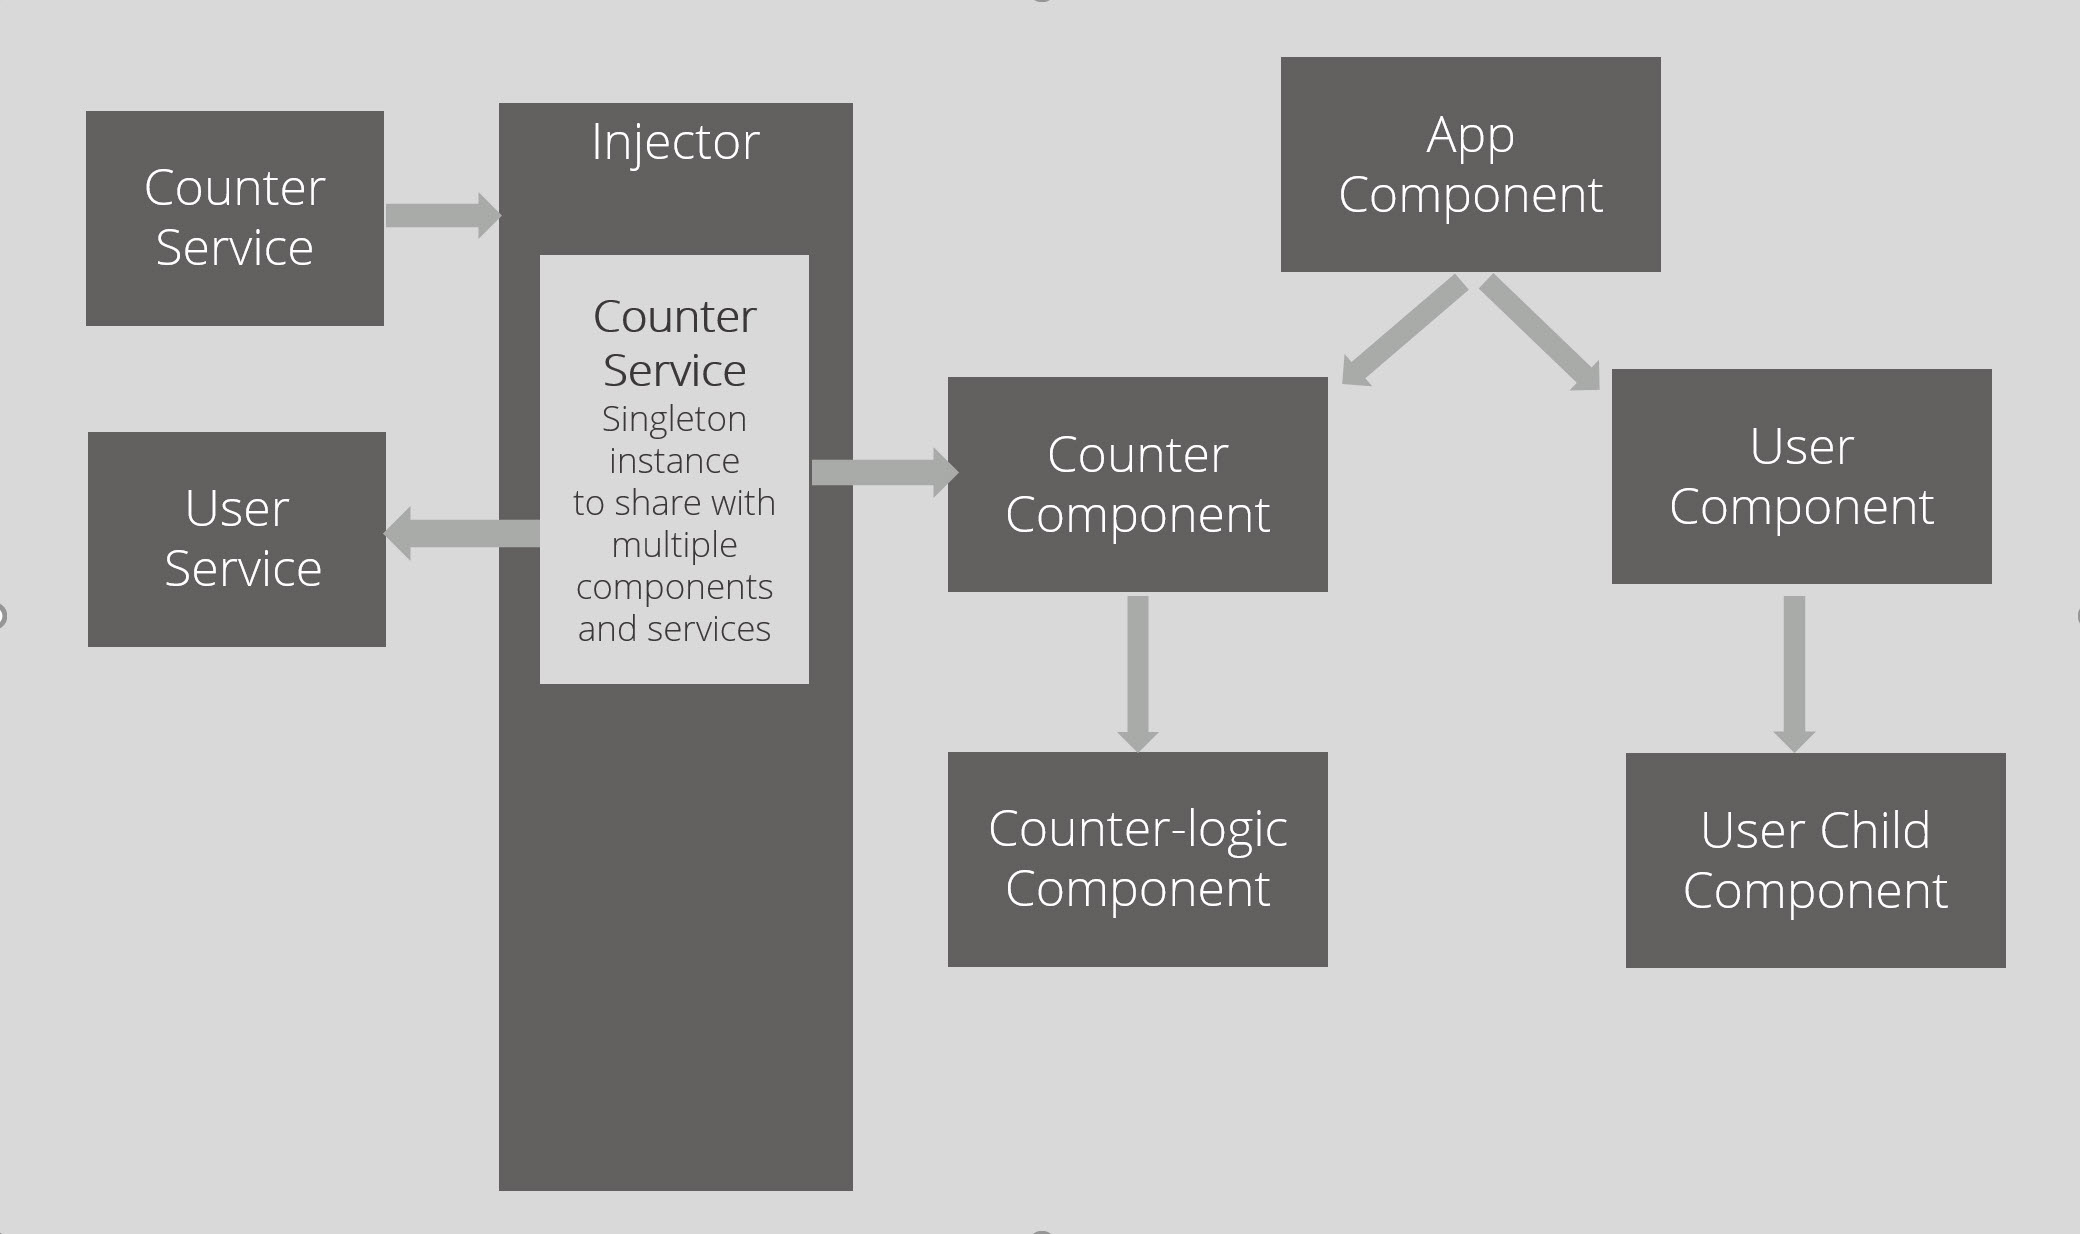 Counter
Service
User
Service
Injector
Counter
Service
Singleton
instance
to share with
multiple
components
and services
App
Component
Counter
Component
User
Component
Counter-logic
Component
User Child
Component